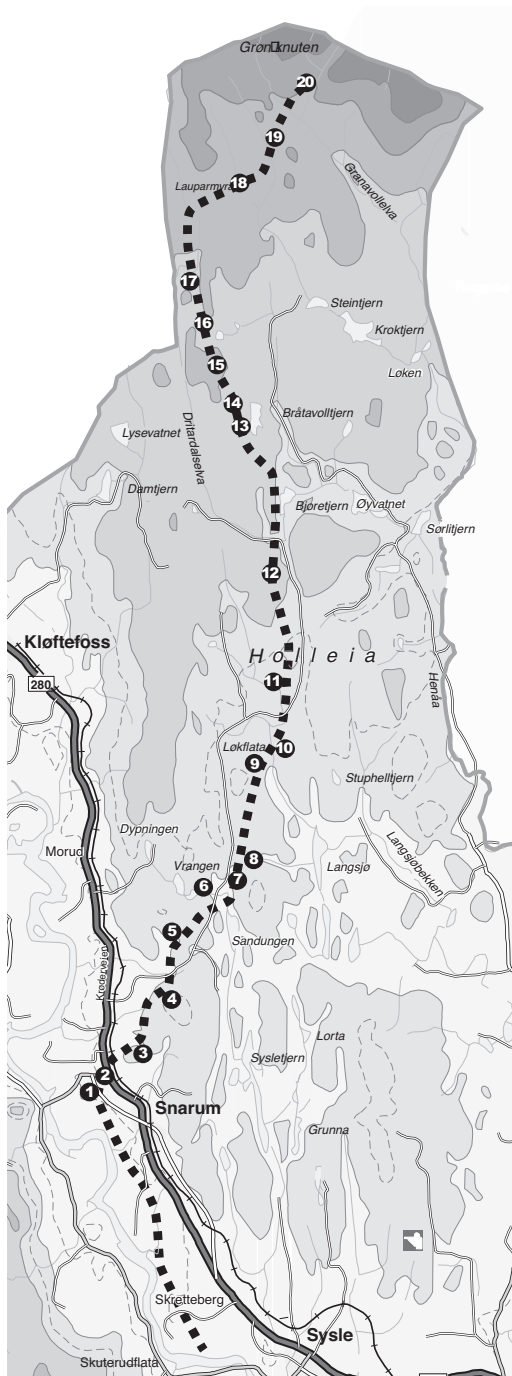 Grønknuten
20
19
18
Lauparmyra
Granavollelva
17
Steintjern
16
Kroktjern
15
Løken
14
13
Bråtavolltjern
Lysevatnet
Dritardalselva
Damtjern
Bjøretjern
Øyvatnet
Sørlitjern
12
Kløftefoss
Holleia
280
11
Henåa
Løkflata
10
9
Stuphelltjern
Dypningen
Morud
Vrangen
8
Langsjø
Langsjøbekken
7
6
5
Sandungen
Krødervejen
4
Lorta
3
Sysletjern
2
1
Snarum
Grunna
Skretteberg
Sysle
Skuterudflata